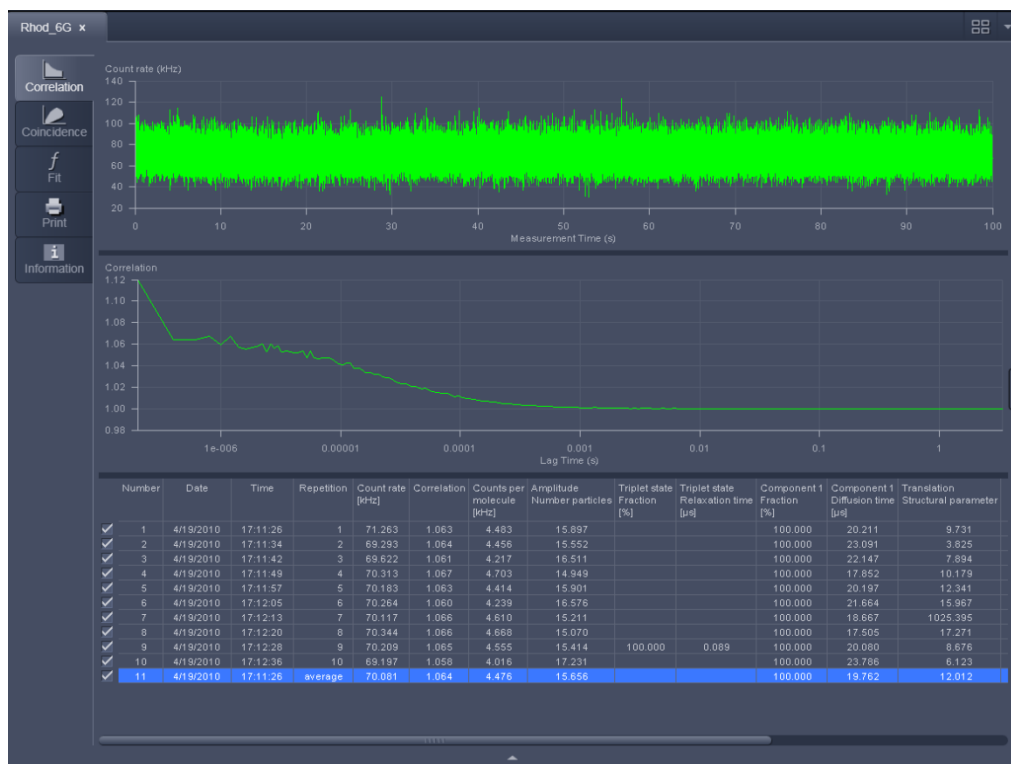 Rhod_6G ×
Correlation
Coincidence
f
Fit
Print
i
Information
Count rate (kHz)
140
120
100
80
60
40
20
0 10 20 30 40 50 60 70 80 90 100
Measurement Time (s)
Correlation
1.12
1.10
1.08
1.06
1.04
1.02
1.00
0.98
1e-006 0.00001 0.0001 0.001 0.01 0.1 1
Lag Time (s)
Number Date Time Repetition Count rate Correlation Counts per Amplitude Triplet state Triplet state Component 1 Component 1 Translation
[kHz] molecule Number particles Fraction Relaxation time Fraction Diffusion time Structural parameter
[kHz] [%] [µs] [%] [µs]
1 4/19/2010 17:11:26 1 71.263 1.063 4.483 15.897 100.000 20.211 9.731
2 4/19/2010 17:11:34 2 69.293 1.064 4.456 15.552 100.000 23.091 3.825
3 4/19/2010 17:11:42 3 69.622 1.061 4.217 16.511 100.000 22.147 7.894
4 4/19/2010 17:11:49 4 70.313 1.067 4.703 14.949 100.000 17.852 10.179
5 4/19/2010 17:11:57 5 70.183 1.063 4.414 15.901 100.000 20.197 12.341
6 4/19/2010 17:12:05 6 70.264 1.060 4.239 16.576 100.000 21.664 15.967
7 4/19/2010 17:12:13 7 70.117 1.066 4.610 15.211 100.000 18.667 1025.395
8 4/19/2010 17:12:20 8 70.344 1.066 4.668 15.070 100.000 17.505 17.271
9 4/19/2010 17:12:28 9 70.209 1.065 4.555 15.414 100.000 0.089 100.000 20.080 8.676
10 4/19/2010 17:12:36 10 69.197 1.058 4.016 17.231 100.000 23.786 6.123
11 4/19/2010 17:11:26 average 70.081 1.064 4.476 15.656 100.000 19.762 12.012